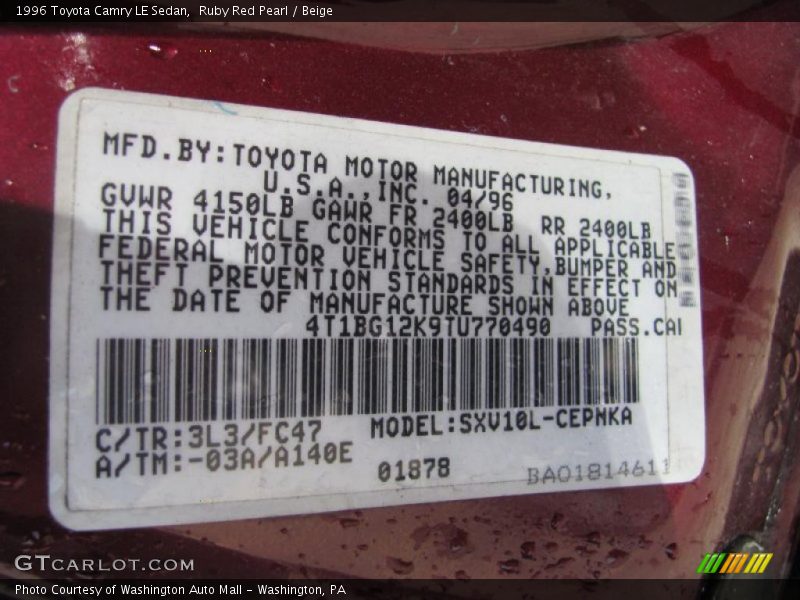 1996 Toyota Camry LE Sedan,  Ruby Red Pearl / Beige
MFD.BY:TOYOTA MOTOR MANUFACTURING,
U.S.A.,INC. 04/96
GVWR 4150LB GAWR FR 2400LB RR 2400LB
THIS VEHICLE CONFORMS TO ALL APPLICABLE
FEDERAL MOTOR VEHICLE SAFETY,BUMPER AND
THEFT PREVENTION STANDARDS IN EFFECT ON
THE DATE OF MANUFACTURE SHOWN ABOVE
4T1BG12K9TU770490 PASS.CAR
C/TR:3L3/FC47 MODEL:SXV10L-CEPNKA
A/TM:-03A/A140E 01878 BA01814611
GTCARLOT.COM
Photo Courtesy of Washington Auto Mall - Washington, PA